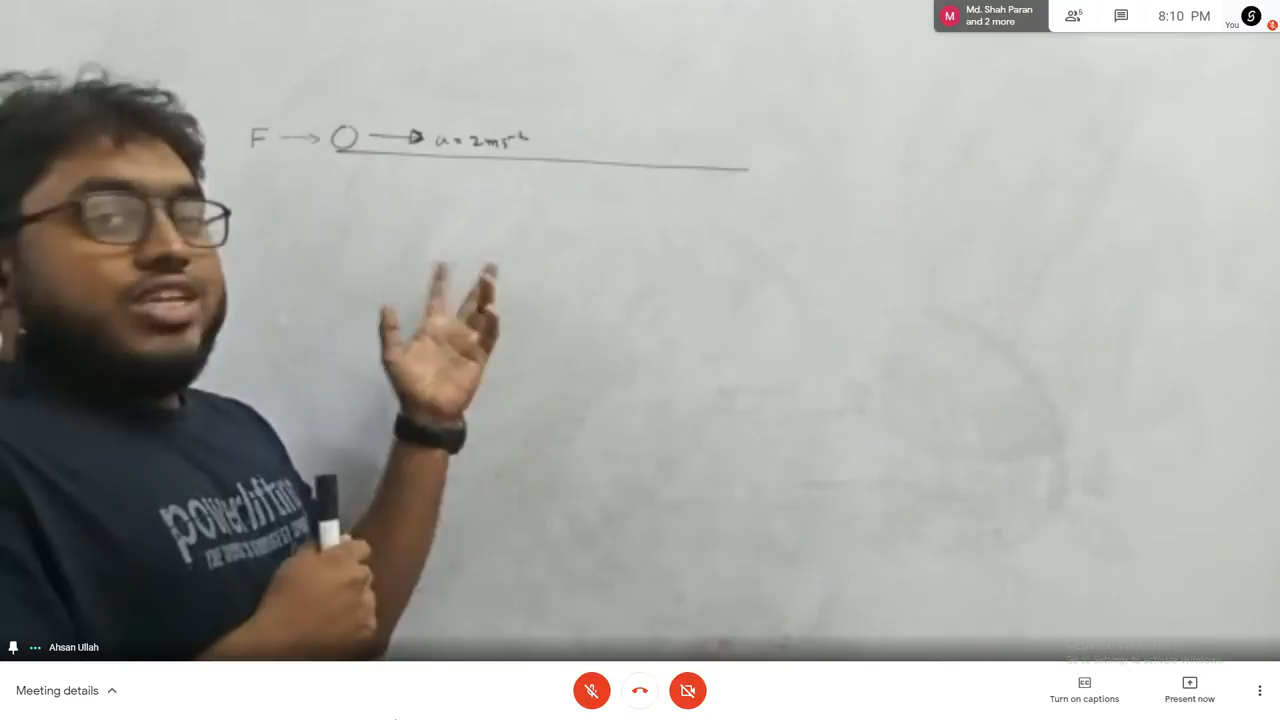 Md. Shah Paran
and 2 more
M
5
8:10 PM
You
F → O → a = 2ms⁻²
powerlifting
Ahsan Ullah
Meeting details
Turn on captions
Present now